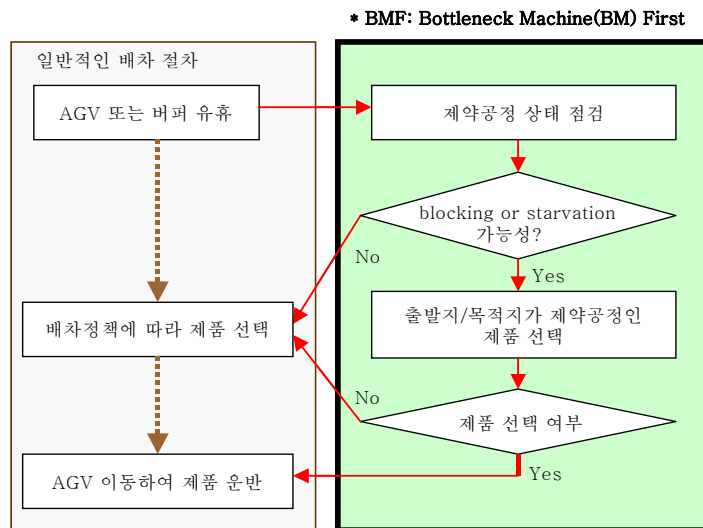 * BMF: Bottleneck Machine(BM) First
일반적인 배차 절차
AGV 또는 버퍼 유휴
제약공정 상태 점검
blocking or starvation
가능성?
No
Yes
배차정책에 따라 제품 선택
출발지/목적지가 제약공정인
제품 선택
No
제품 선택 여부
AGV 이동하여 제품 운반
Yes